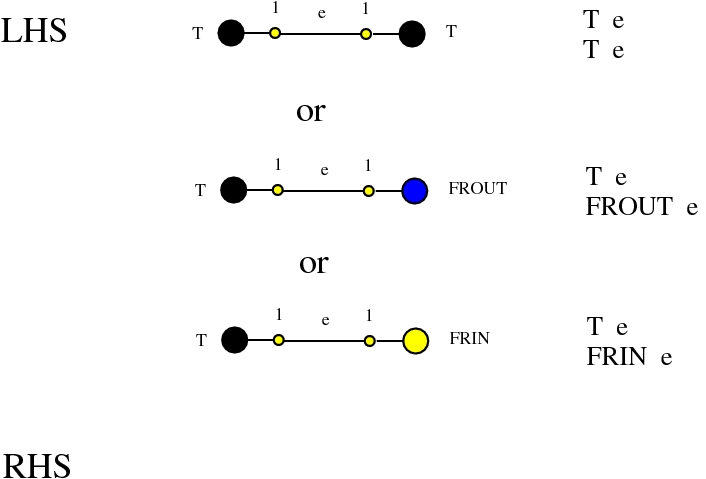 LHS
T 1 e 1 T
T e
T e
or
T 1 e 1 FROUT
T e
FROUT e
or
T 1 e 1 FRIN
T e
FRIN e
RHS